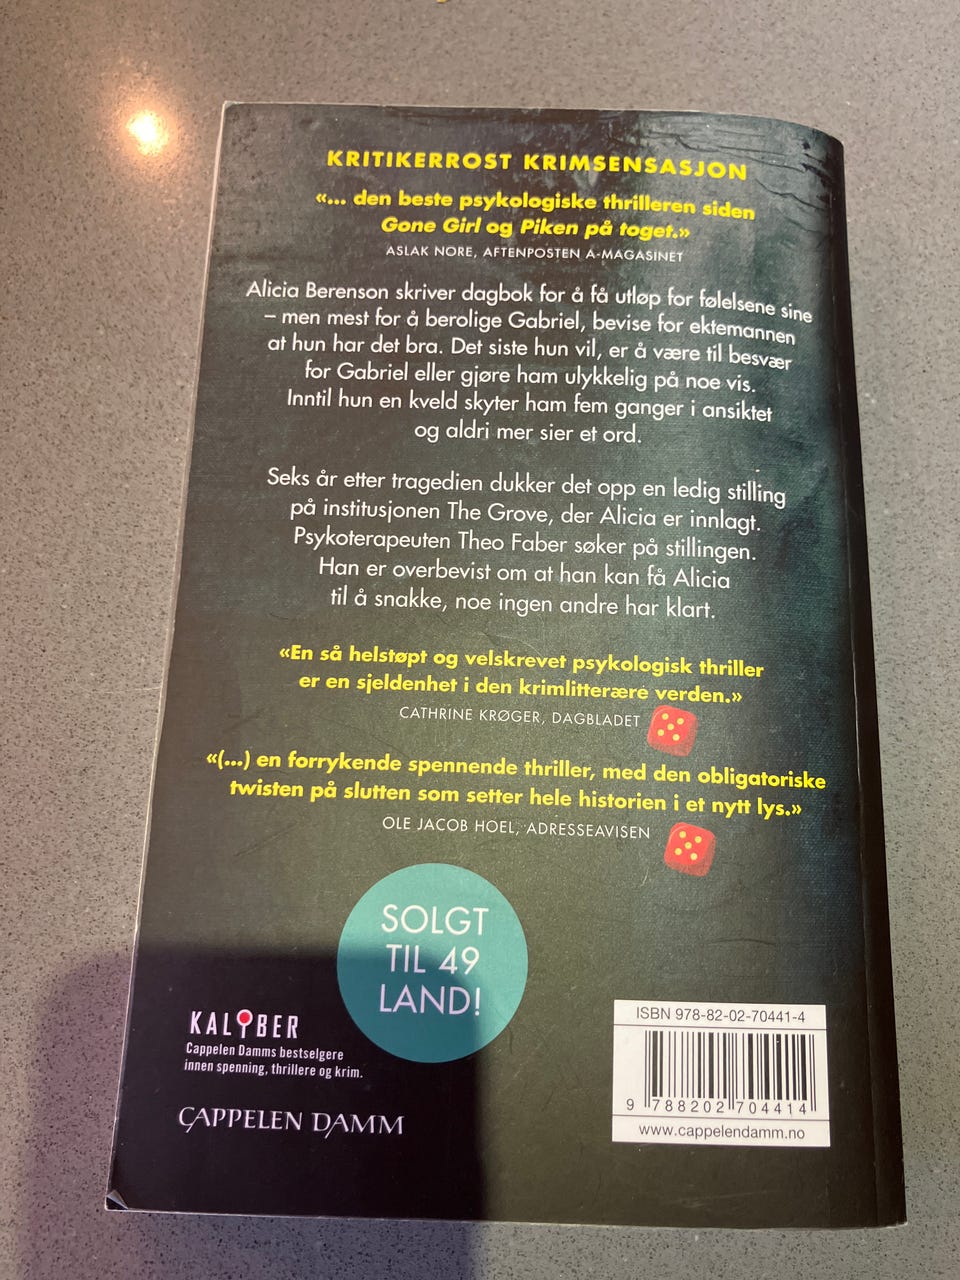 KRITIKERROST KRIMSENSASJON
«... den beste psykologiske thrilleren siden
Gone Girl og Piken på toget.»
ASLAK NORE, AFTENPOSTEN A-MAGASINET
Alicia Berenson skriver dagbok for å få utløp for følelsene sine
– men mest for å berolige Gabriel, bevise for ektemannen
at hun har det bra. Det siste hun vil, er å være til besvær
for Gabriel eller gjøre ham ulykkelig på noe vis.
Inntil hun en kveld skyter ham fem ganger i ansiktet
og aldri mer sier et ord.
Seks år etter tragedien dukker det opp en ledig stilling
på institusjonen The Grove, der Alicia er innlagt.
Psykoterapeuten Theo Faber søker på stillingen.
Han er overbevist om at han kan få Alicia
til å snakke, noe ingen andre har klart.
«En så helstøpt og velskrevet psykologisk thriller
er en sjeldenhet i den krimlitterære verden.»
CATHRINE KRØGER, DAGBLADET
«(...) en forrykende spennende thriller, med den obligatoriske
twisten på slutten som setter hele historien i et nytt lys.»
OLE JACOB HOEL, ADRESSEAVISEN
SOLGT
TIL 49
LAND!
KALIBER
Cappelen Damms bestselgere
innen spenning, thrillere og krim.
CAPPELEN DAMM
ISBN 978-82-02-70441-4
9 788202 704414
www.cappelendamm.no